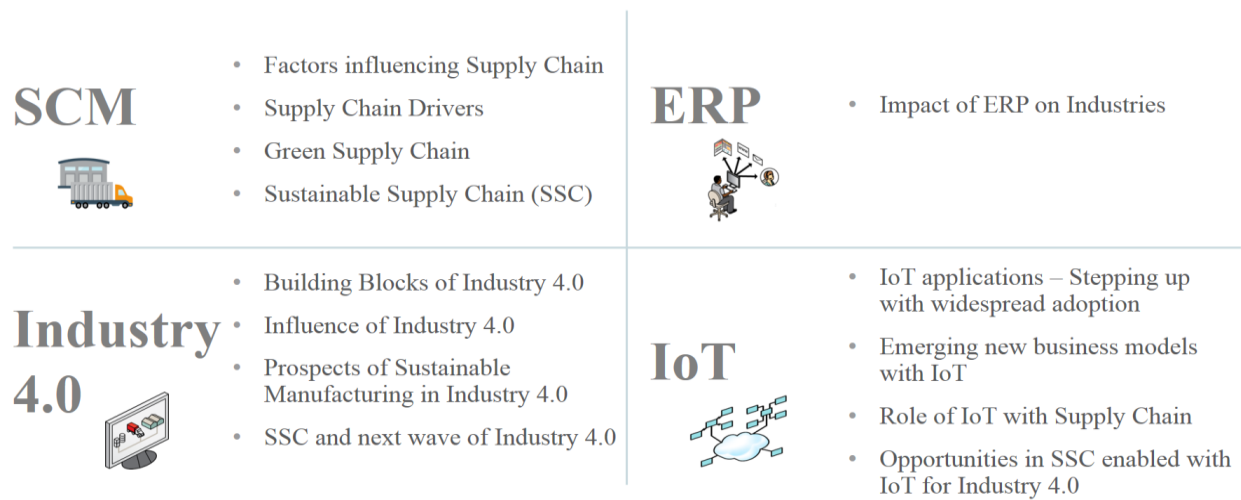 SCM
• Factors influencing Supply Chain
• Supply Chain Drivers
• Green Supply Chain
• Sustainable Supply Chain (SSC)
ERP
• Impact of ERP on Industries
Industry
4.0
• Building Blocks of Industry 4.0
• Influence of Industry 4.0
• Prospects of Sustainable
Manufacturing in Industry 4.0
• SSC and next wave of Industry 4.0
IoT
• IoT applications – Stepping up
with widespread adoption
• Emerging new business models
with IoT
• Role of IoT with Supply Chain
• Opportunities in SSC enabled with
IoT for Industry 4.0